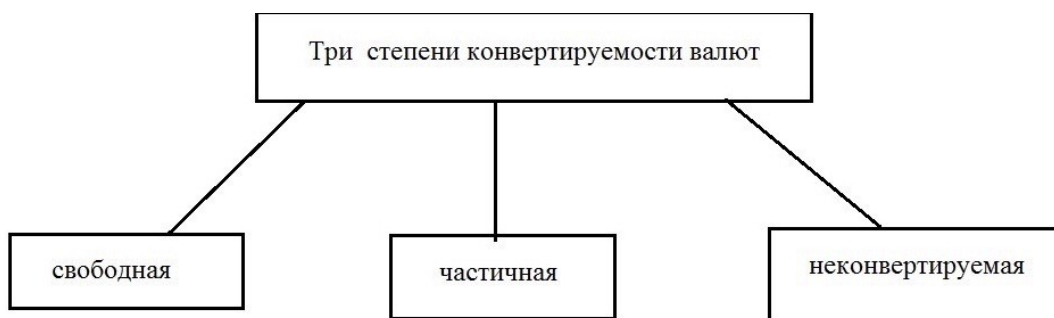 Три степени конвертируемости валют
свободная
частичная
неконвертируемая